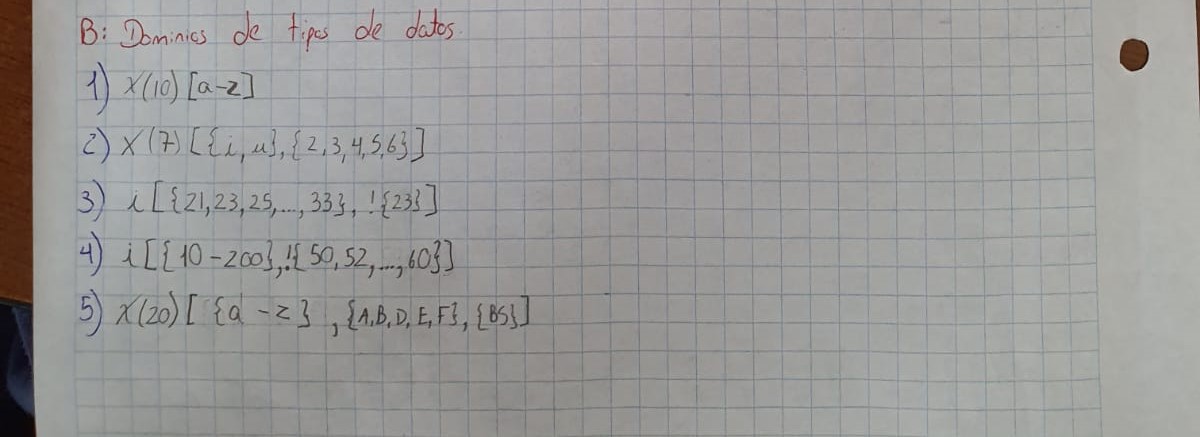 B: Dominios de tipos de datos.
1) X(10) [a-z]
2) X(7) [{i, u}, {2,3,4,5,6}]
3) i [{21,23,25,...,33}, !{23}]
4) i [{10-200},!{50,52,...,60}]
5) X(20) [ {a -z} , {A,B,D,E,F}, {BS}]